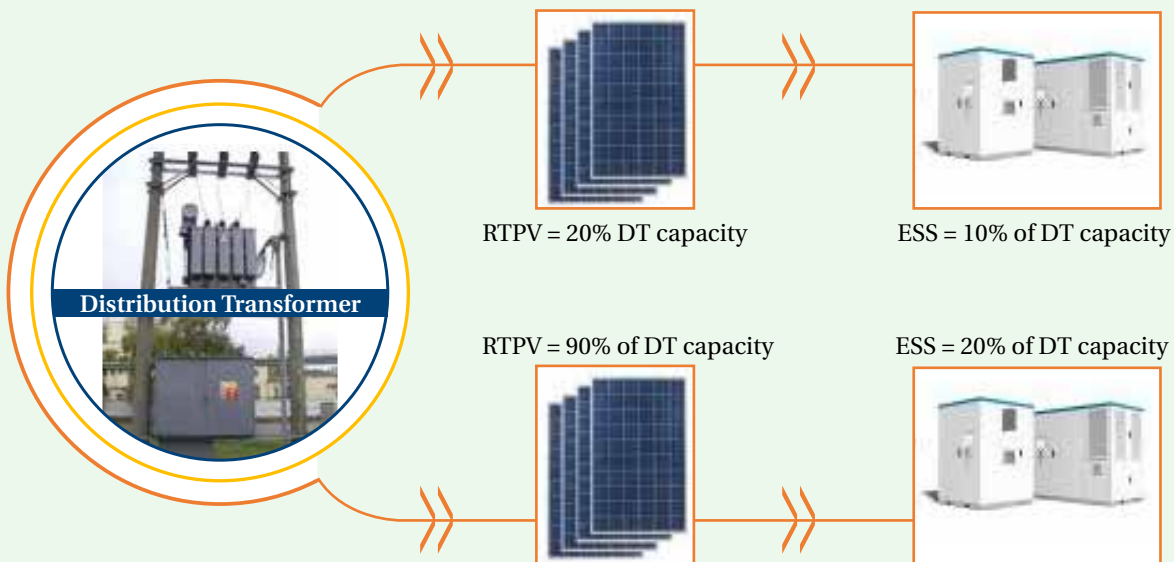 RTPV = 20% DT capacity
ESS = 10% of DT capacity
Distribution Transformer
RTPV = 90% of DT capacity
ESS = 20% of DT capacity